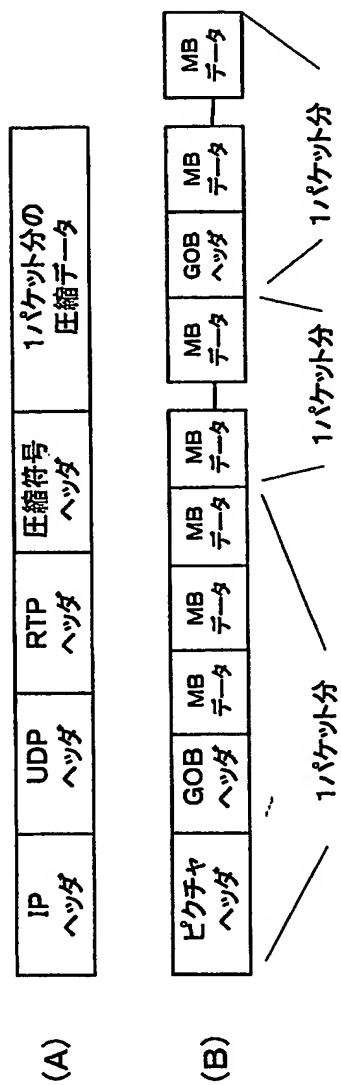 (A)
IP
ヘッダ
UDP
ヘッダ
RTP
ヘッダ
圧縮符号
ヘッダ
1パケット分の
圧縮データ
(B)
ピクチャ
ヘッダ
GOB
ヘッダ
MB
データ
MB
データ
MB
データ
MB
データ
MB
データ
GOB
ヘッダ
MB
データ
MB
データ
1パケット分
1パケット分
1パケット分